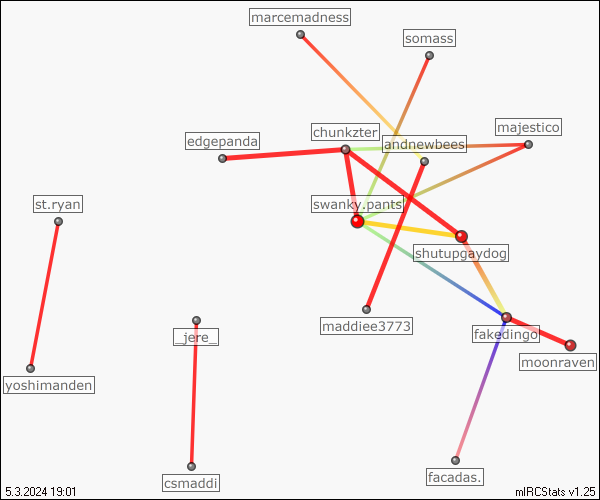 marcemadness
somass
majestico
chunkzter
edgepanda
andnewbees
st.ryan
swanky.pants
shutupgaydog
maddiee3773
_jere_
fakedingo
moonraven
yoshimanden
facadas.
csmaddi
5.3.2024 19:01
mIRCStats v1.25